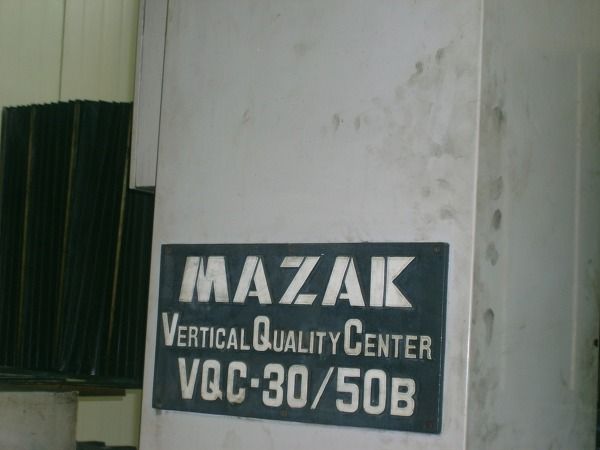 MAZAK
VERTICAL QUALITY CENTER
VQC-30/50B